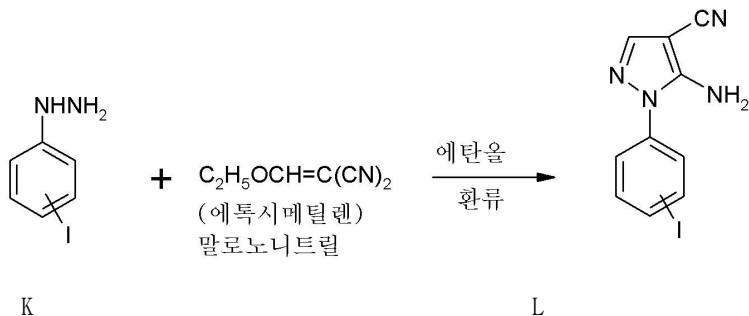 CN
N
N
NH₂
NHNH₂
I
I
+
C₂H₅OCH=C(CN)₂
(에톡시메틸렌)
말로노니트릴
에탄올
환류
K
L